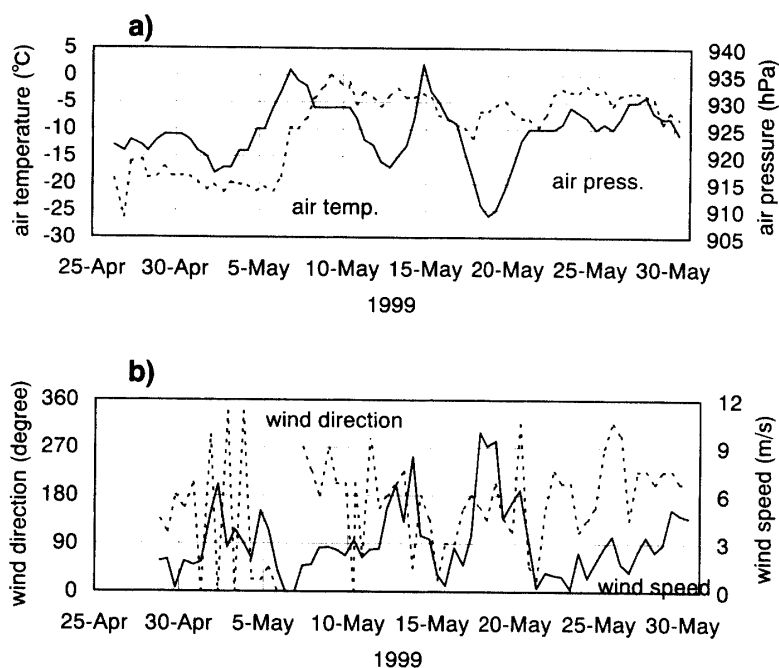 a)
air temperature (°C)
5
0
-5
-10
-15
-20
-25
-30
air temp.
air press.
940
935
930
925
920
915
910
905
air pressure (hPa)
25-Apr 30-Apr 5-May 10-May 15-May 20-May 25-May 30-May
1999
b)
wind direction (degree)
360
270
180
90
0
wind direction
wind speed
12
9
6
3
0
wind speed (m/s)
25-Apr 30-Apr 5-May 10-May 15-May 20-May 25-May 30-May
1999